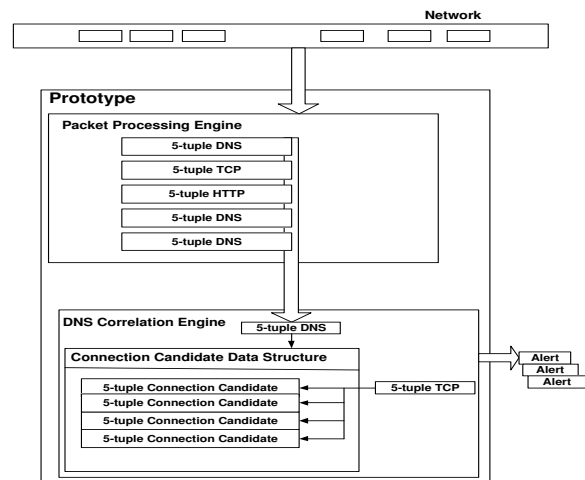 Network
Prototype
Packet Processing Engine
5-tuple DNS
5-tuple TCP
5-tuple HTTP
5-tuple DNS
5-tuple DNS
DNS Correlation Engine
5-tuple DNS
Connection Candidate Data Structure
5-tuple Connection Candidate
5-tuple Connection Candidate
5-tuple Connection Candidate
5-tuple Connection Candidate
5-tuple TCP
Alert
Alert
Alert